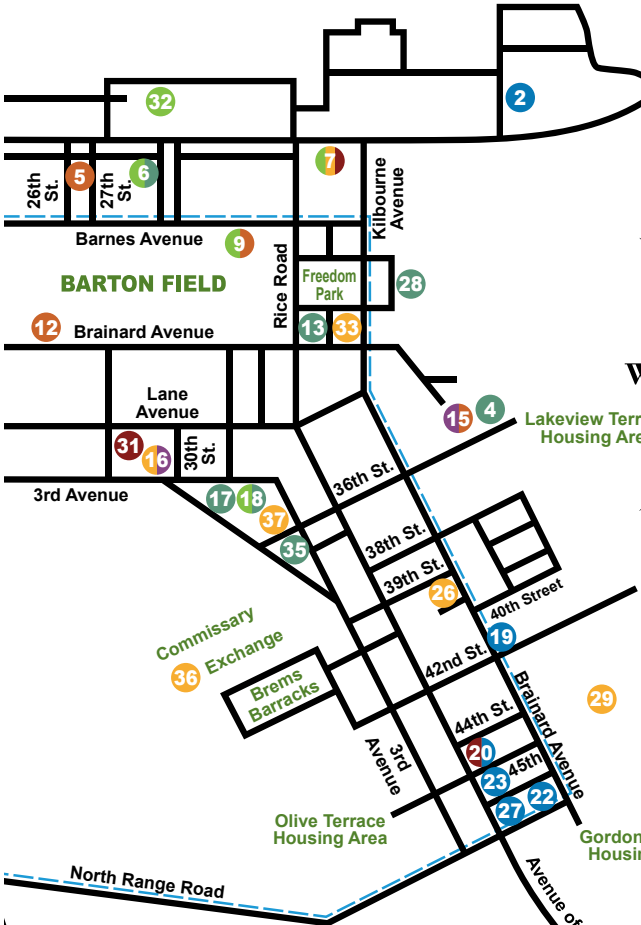 2
32
7
26th
St.
5
27th
St.
6
Kilbourne
Avenue
Barnes Avenue
9
Rice Road
BARTON FIELD
Freedom
Park
28
12
Brainard Avenue
13
33
W
Lane
Avenue
15
4
Lakeview Terr
Housing Are
31
16
30th
St.
3rd Avenue
36th St.
17
18
37
35
38th St.
39th St.
26
40th Street
Commissary
Exchange
36
19
42nd St.
Brems
Barracks
29
Brainard Avenue
44th St.
3rd
Avenue
20
45th
23
22
27
Olive Terrace
Housing Area
Gordon
Housin
North Range Road
Avenue of